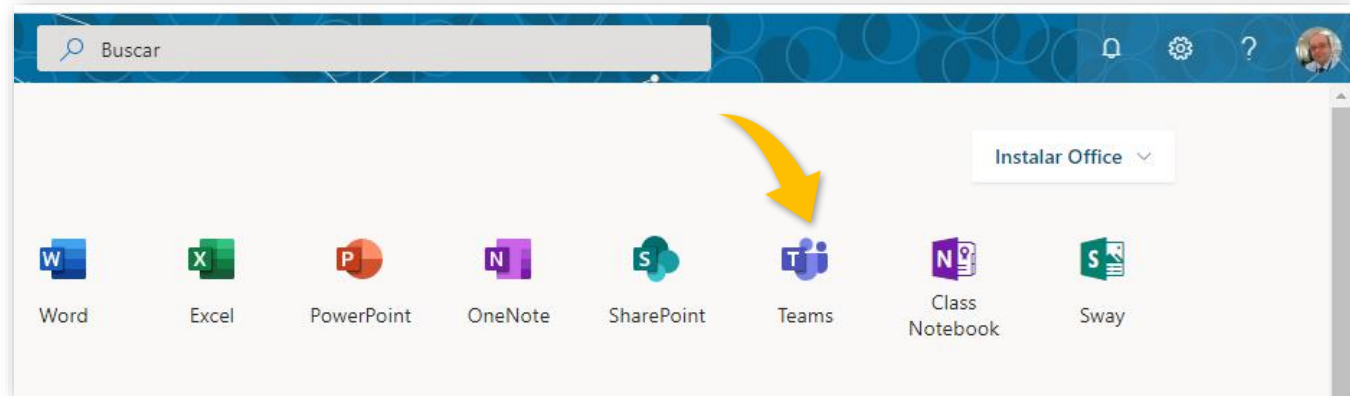 Buscar
?
Instalar Office
W
X
P
N
S
T
N
S
Word
Excel
PowerPoint
OneNote
SharePoint
Teams
Class
Notebook
Sway